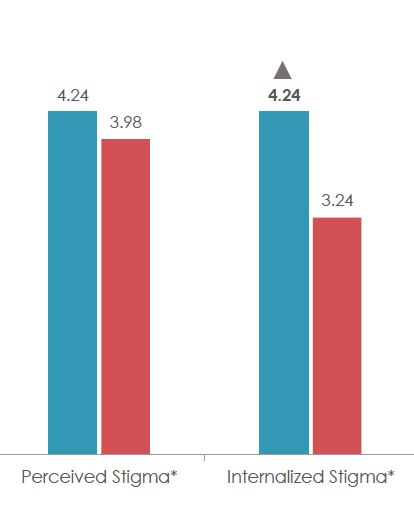 4.24
3.98
4.24
3.24
Perceived Stigma*
Internalized Stigma*